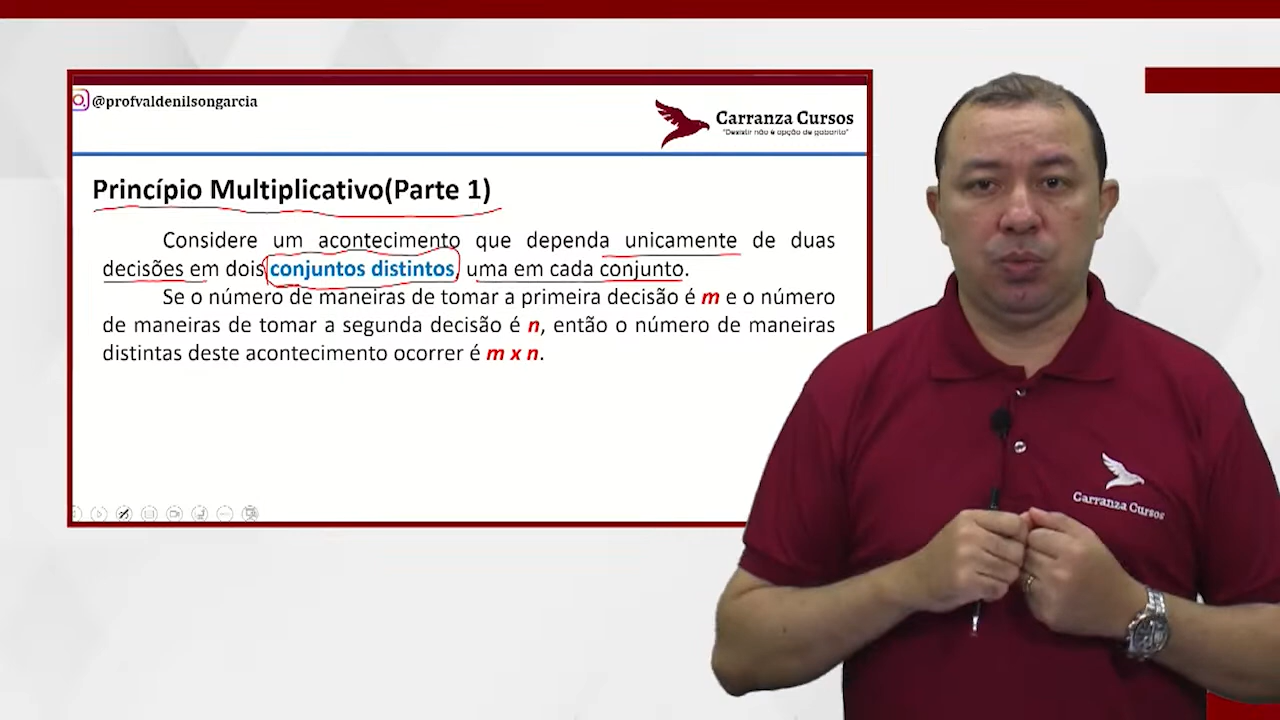 @profvaldenilsongarcia
Carranza Cursos
"Desistir não é opção de gabarito"
Princípio Multiplicativo(Parte 1)
Considere um acontecimento que dependa unicamente de duas
decisões em dois conjuntos distintos, uma em cada conjunto.
Se o número de maneiras de tomar a primeira decisão é m e o número
de maneiras de tomar a segunda decisão é n, então o número de maneiras
distintas deste acontecimento ocorrer é m x n.
Carranza Cursos